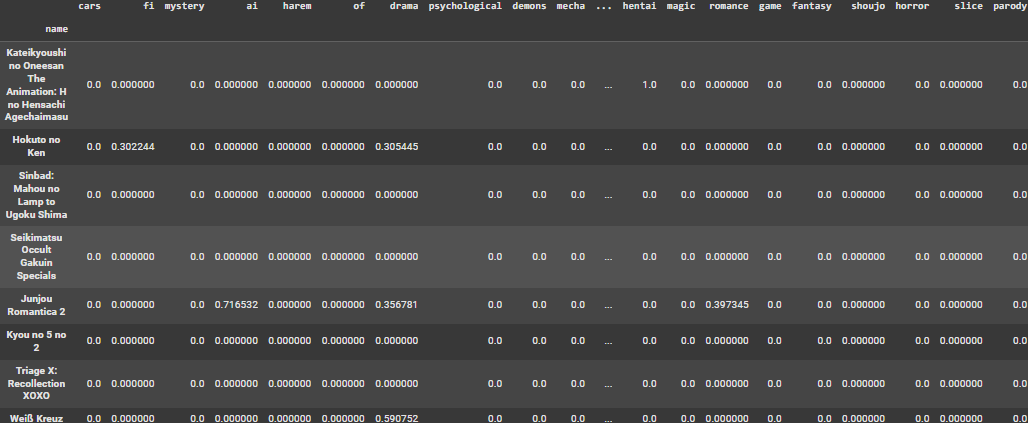 cars fi mystery ai harem of drama psychological demons mecha ... hentai magic romance game fantasy shoujo horror slice parody
name
Kateikyoushi
no Oneesan
The
Animation: H
no Hensachi
Agechaimasu
0.0 0.000000 0.0 0.000000 0.000000 0.000000 0.000000 0.0 0.0 0.0 ... 1.0 0.0 0.000000 0.0 0.0 0.000000 0.0 0.000000 0.0
Hokuto no
Ken
0.0 0.302244 0.0 0.000000 0.000000 0.000000 0.305445 0.0 0.0 0.0 ... 0.0 0.0 0.000000 0.0 0.0 0.000000 0.0 0.000000 0.0
Sinbad:
Mahou no
Lamp to
Ugoku Shima
0.0 0.000000 0.0 0.000000 0.000000 0.000000 0.000000 0.0 0.0 0.0 ... 0.0 0.0 0.000000 0.0 0.0 0.000000 0.0 0.000000 0.0
Seikimatsu
Occult
Gakuin
Specials
0.0 0.000000 0.0 0.000000 0.000000 0.000000 0.000000 0.0 0.0 0.0 ... 0.0 0.0 0.000000 0.0 0.0 0.000000 0.0 0.000000 0.0
Junjou
Romantica 2
0.0 0.000000 0.0 0.716532 0.000000 0.000000 0.356781 0.0 0.0 0.0 ... 0.0 0.0 0.397345 0.0 0.0 0.000000 0.0 0.000000 0.0
Kyou no 5 no
2
0.0 0.000000 0.0 0.000000 0.000000 0.000000 0.000000 0.0 0.0 0.0 ... 0.0 0.0 0.000000 0.0 0.0 0.000000 0.0 0.000000 0.0
Triage X:
Recollection
XOXO
0.0 0.000000 0.0 0.000000 0.000000 0.000000 0.000000 0.0 0.0 0.0 ... 0.0 0.0 0.000000 0.0 0.0 0.000000 0.0 0.000000 0.0
Weiß Kreuz 0.0 0.000000 0.0 0.000000 0.000000 0.000000 0.590752 0.0 0.0 0.0 ... 0.0 0.0 0.000000 0.0 0.0 0.000000 0.0 0.000000 0.0